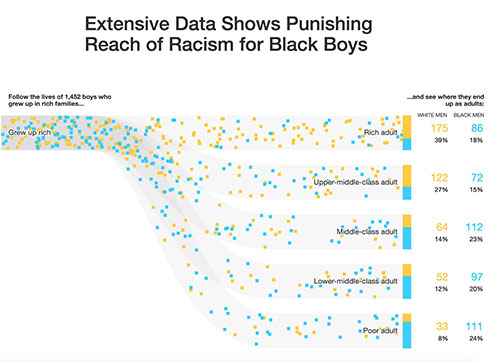 Extensive Data Shows Punishing
Reach of Racism for Black Boys
Follow the lives of 1,452 boys who
grew up in rich families...
...and see where they end
up as adults:
WHITE MEN BLACK MEN
Grew up rich
Rich adult
175 86
39% 18%
Upper-middle-class adult
122 72
27% 15%
Middle-class adult
64 112
14% 23%
Lower-middle-class adult
52 97
12% 20%
Poor adult
33 111
8% 24%